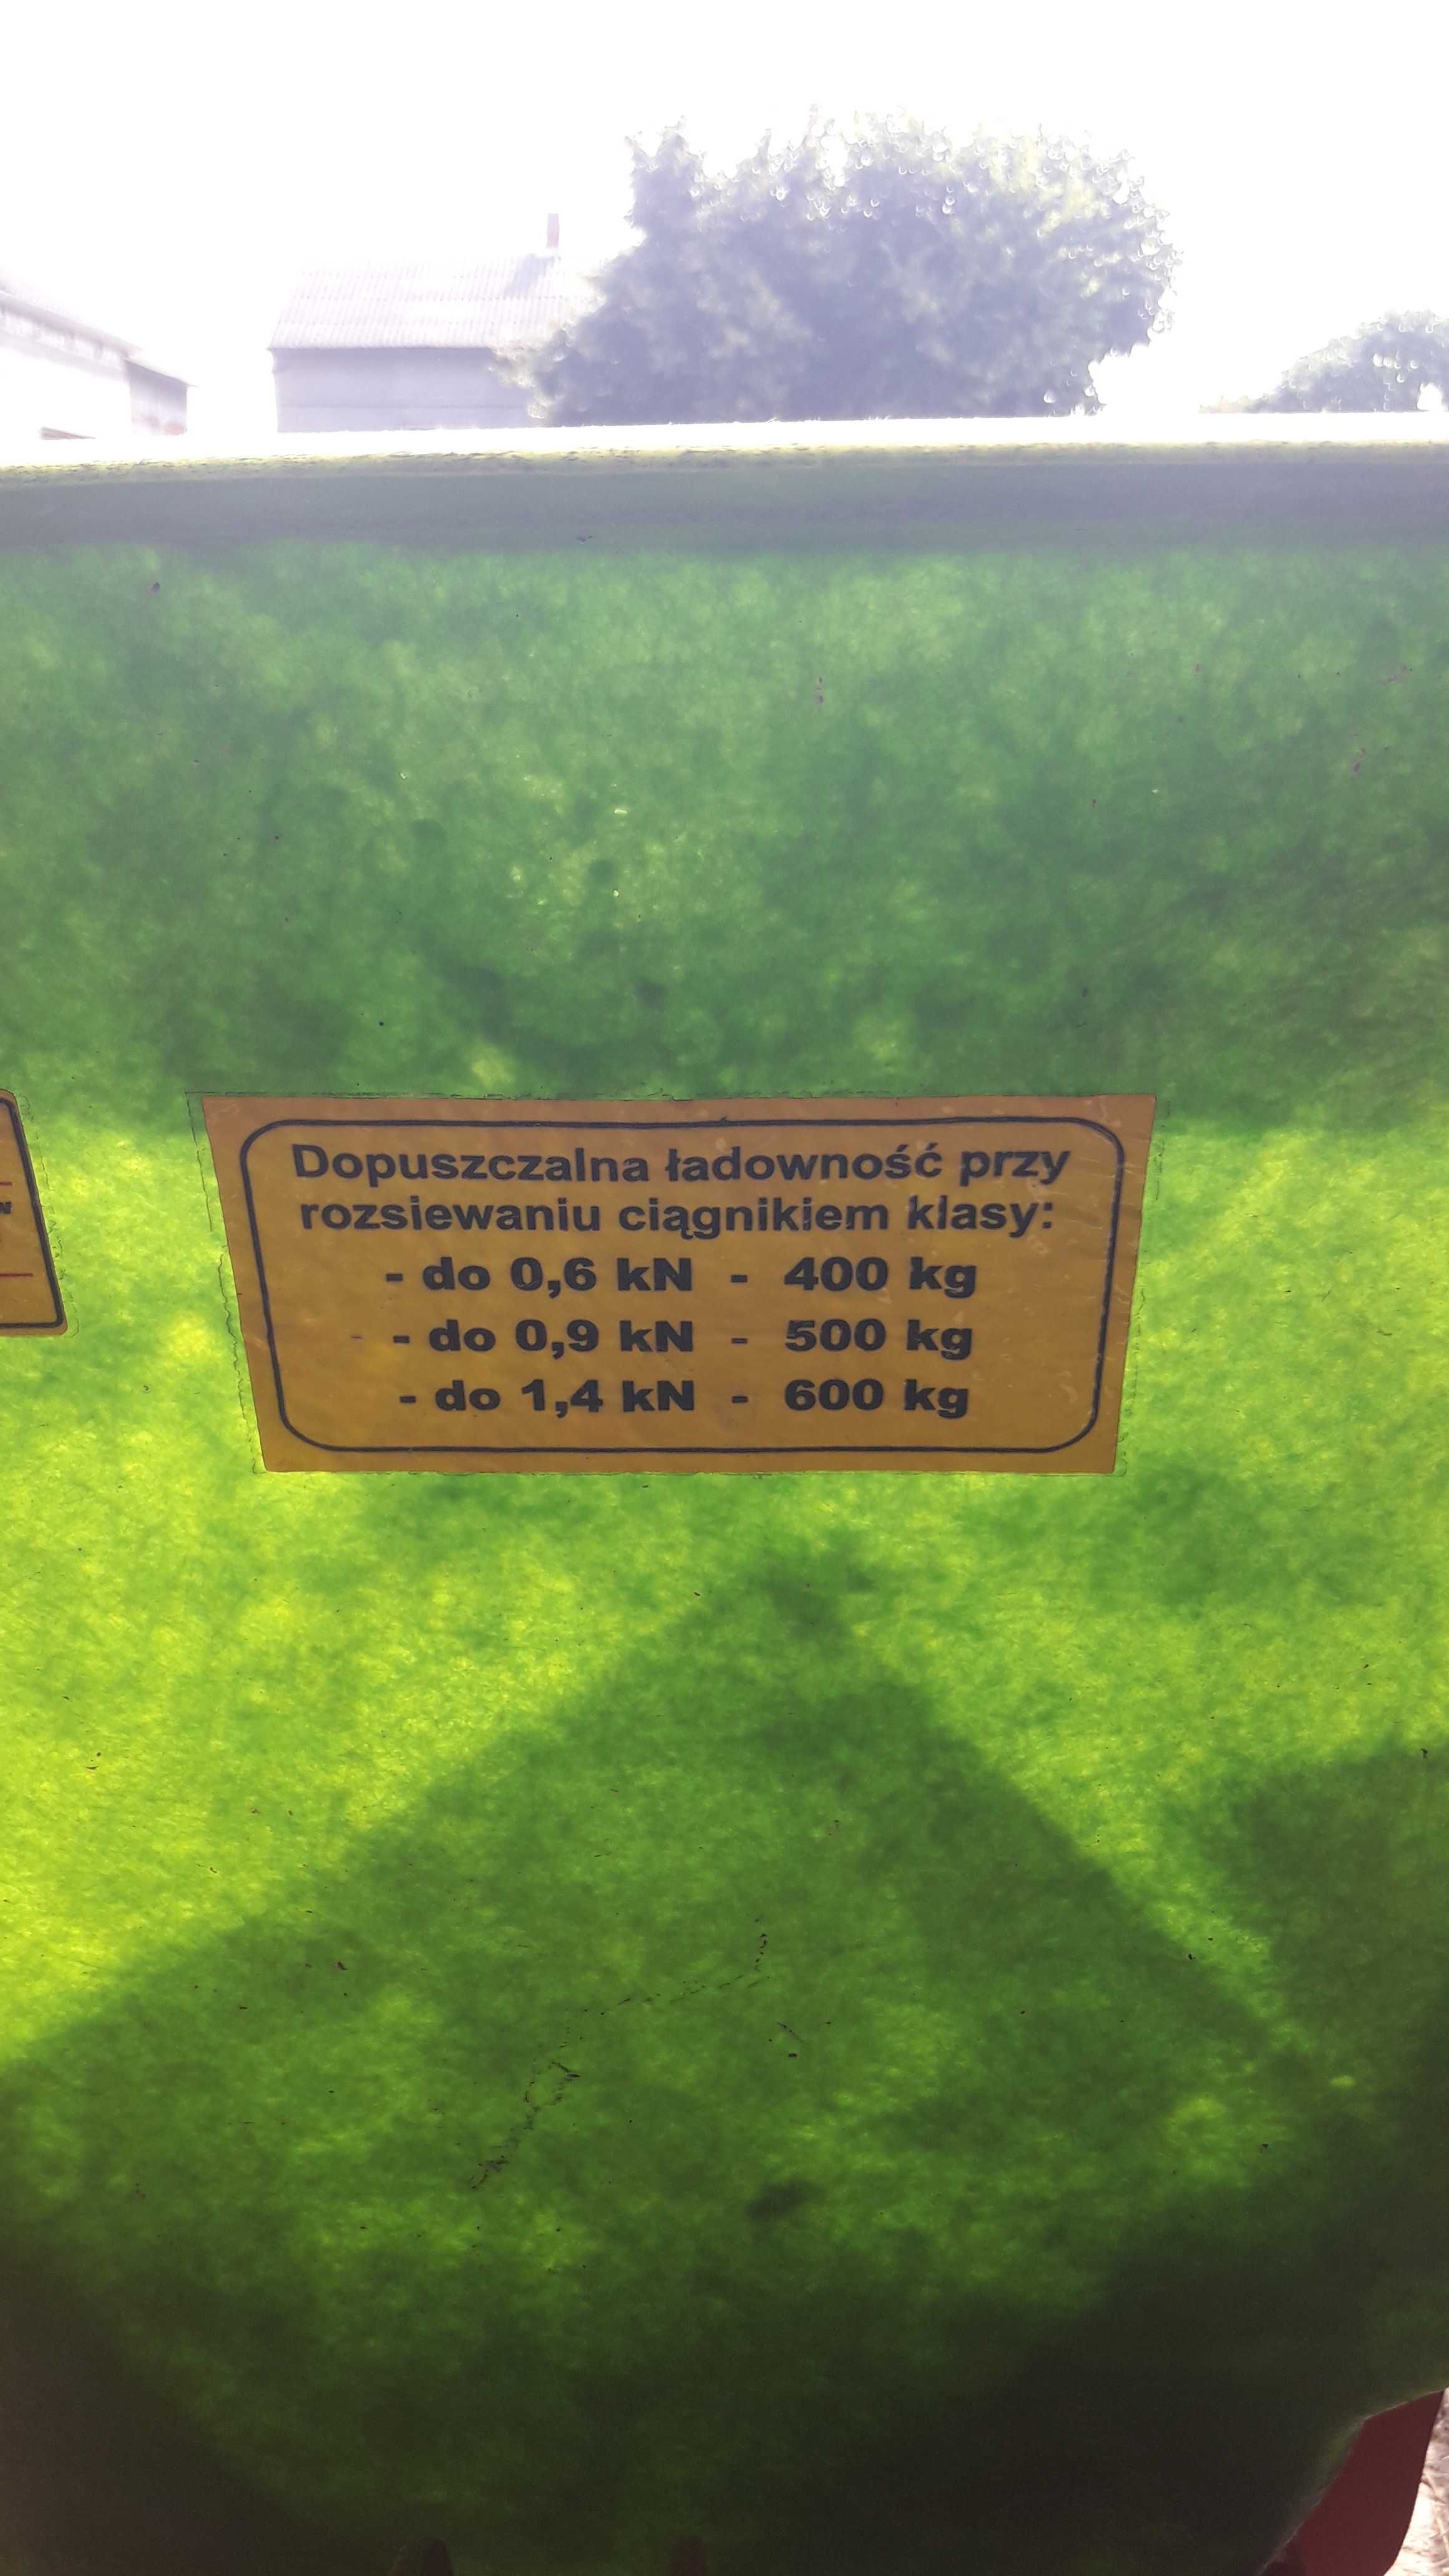 Dopuszczalna ładowność przy
rozsiewaniu ciągnikiem klasy:
- do 0,6 kN - 400 kg
- do 0,9 kN - 500 kg
- do 1,4 kN - 600 kg